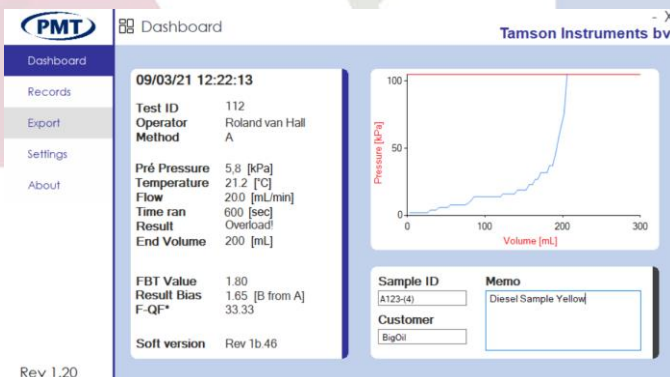 PMT
Dashboard
- X
Tamson Instruments bv
Dashboard
Records
Export
Settings
About
Rev 1.20
09/03/21 12:22:13
Test ID 112
Operator Roland van Hall
Method A
Pré Pressure 5,8 [kPa]
Temperature 21.2 [°C]
Flow 20.0 [mL/min]
Time ran 600 [sec]
Result Overload!
End Volume 200 [mL]
FBT Value 1.80
Result Bias 1.65 [B from A]
F-QF* 33.33
Soft version Rev 1b.46
Pressure [kPa]
100
50
0
0 100 200 300
Volume [mL]
Sample ID
A123-(4)
Customer
BigOil
Memo
Diesel Sample Yellow